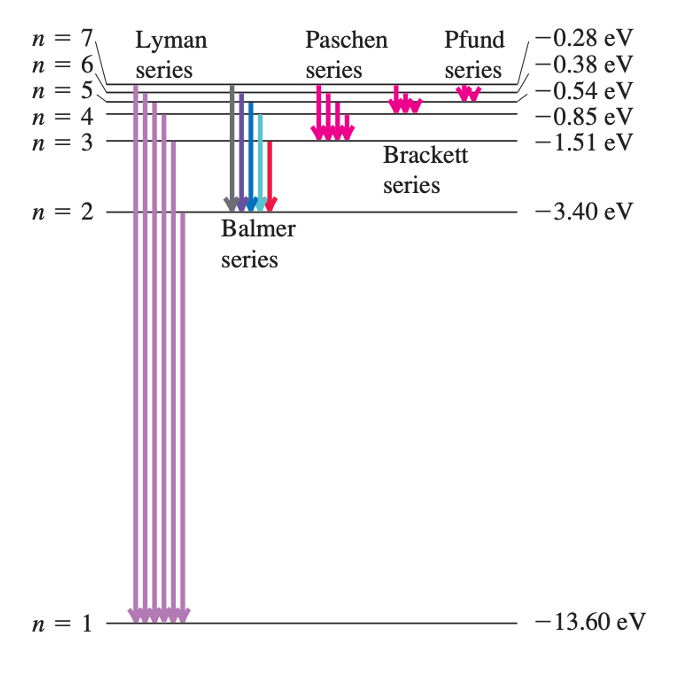 n = 7
n = 6
n = 5
n = 4
n = 3
n = 2
n = 1
Lyman
series
Paschen
series
Pfund
series
Brackett
series
Balmer
series
−0.28 eV
−0.38 eV
−0.54 eV
−0.85 eV
−1.51 eV
−3.40 eV
−13.60 eV